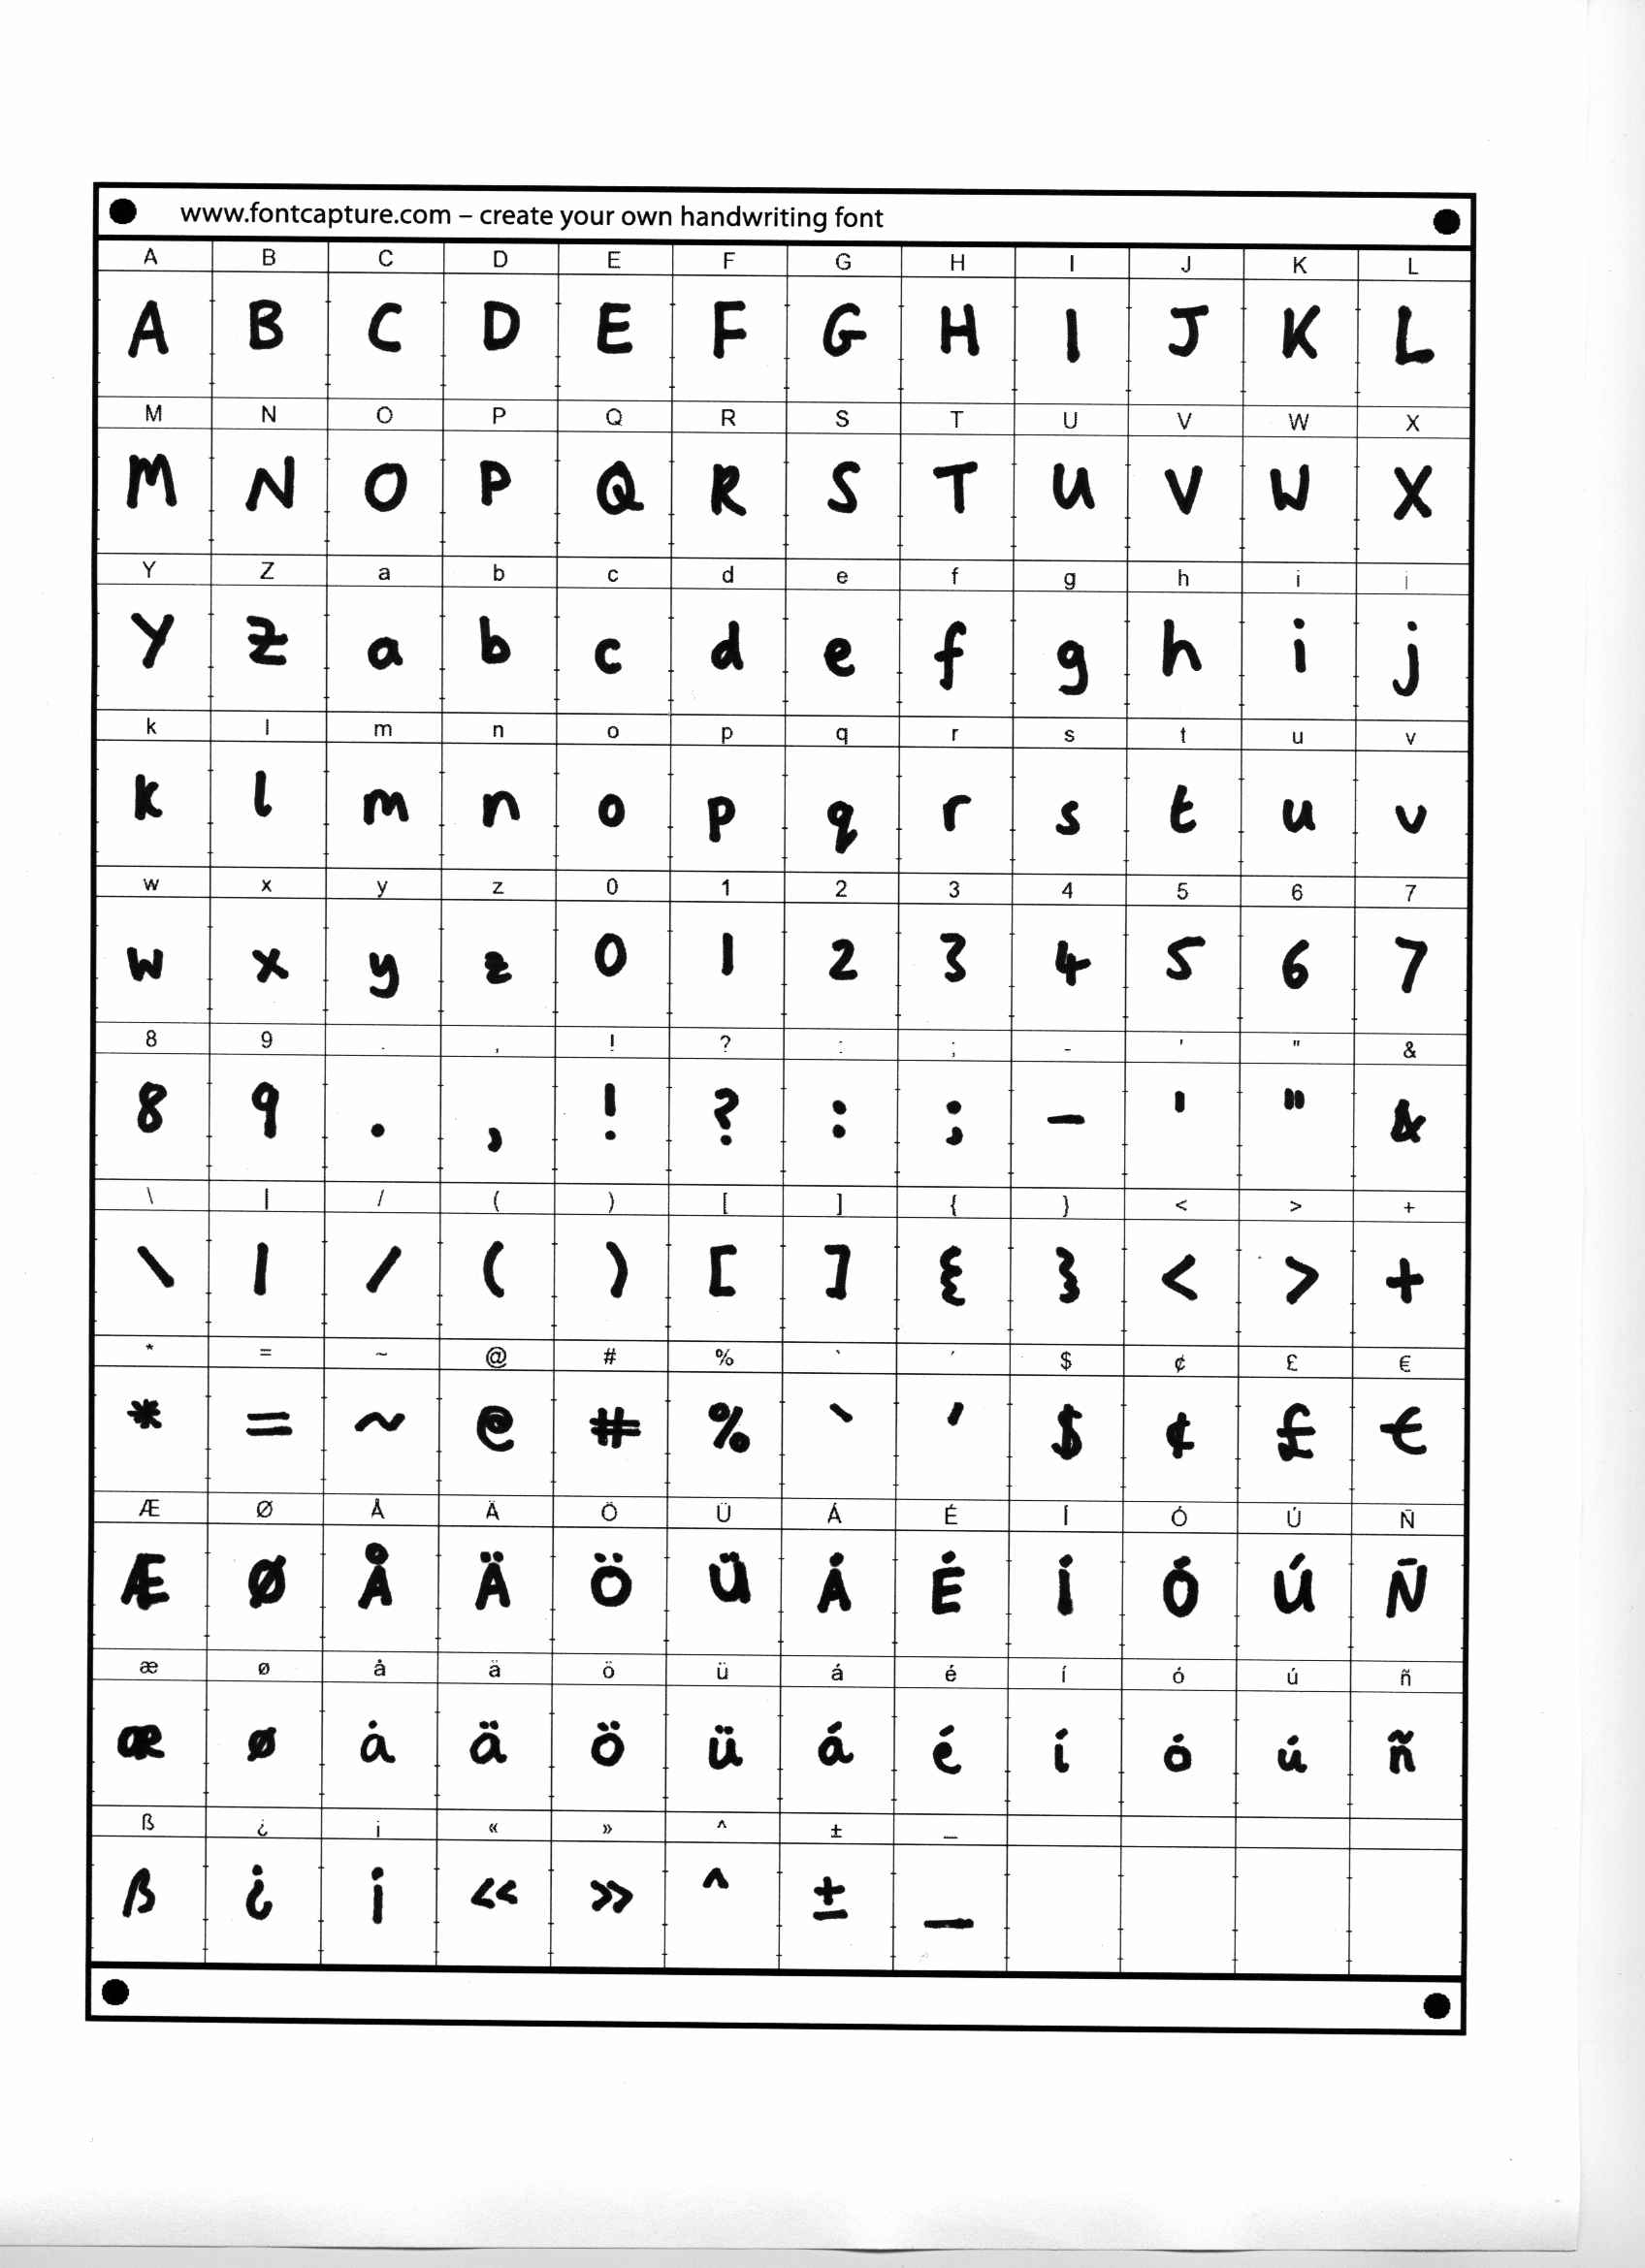 www.fontcapture.com – create your own handwriting font
A B C D E F G H I J K L
A B C D E F G H I J K L
M N O P Q R S T U V W X
M N O P Q R S T U V W X
Y Z a b c d e f g h i j
Y Z a b c d e f g h i j
k l m n o p q r s t u v
k l m n o p q r s t u v
w x y z 0 1 2 3 4 5 6 7
w x y z 0 1 2 3 4 5 6 7
8 9 . , ! ? : ; - ' " &
8 9 . , ! ? : ; - ' " &
\ | / ( ) [ ] { } < > +
\ | / ( ) [ ] { } < > +
* = ~ @ # % ` ´ $ ¢ £ €
* = ~ @ # % ` ´ $ ¢ £ €
Æ Ø Å Ä Ö Ü Á É Í Ó Ú Ñ
Æ Ø Å Ä Ö Ü Á É Í Ó Ú Ñ
æ ø å ä ö ü á é í ó ú ñ
æ ø å ä ö ü á é í ó ú ñ
ß ¿ ¡ « » ^ ± _
ß ¿ ¡ « » ^ ± _